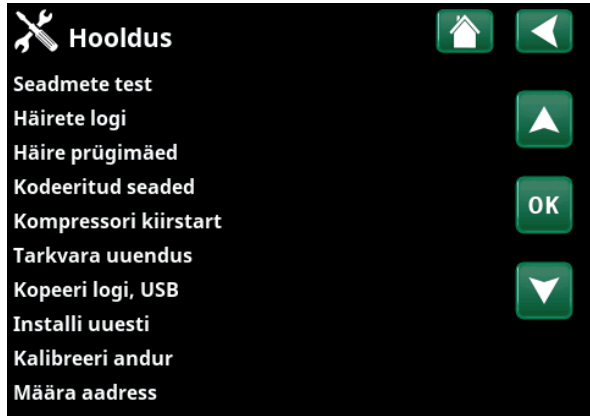 Hooldus
Seadmete test
Häirete logi
Häire prügimäed
Kodeeritud seaded
Kompressori kiirstart
Tarkvara uuendus
Kopeeri logi, USB
Installi uuesti
Kalibreeri andur
Määra aadress
OK